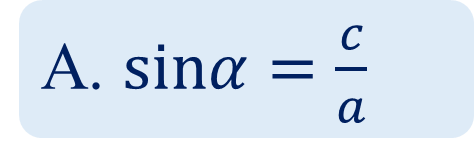 A. sinα = c/a